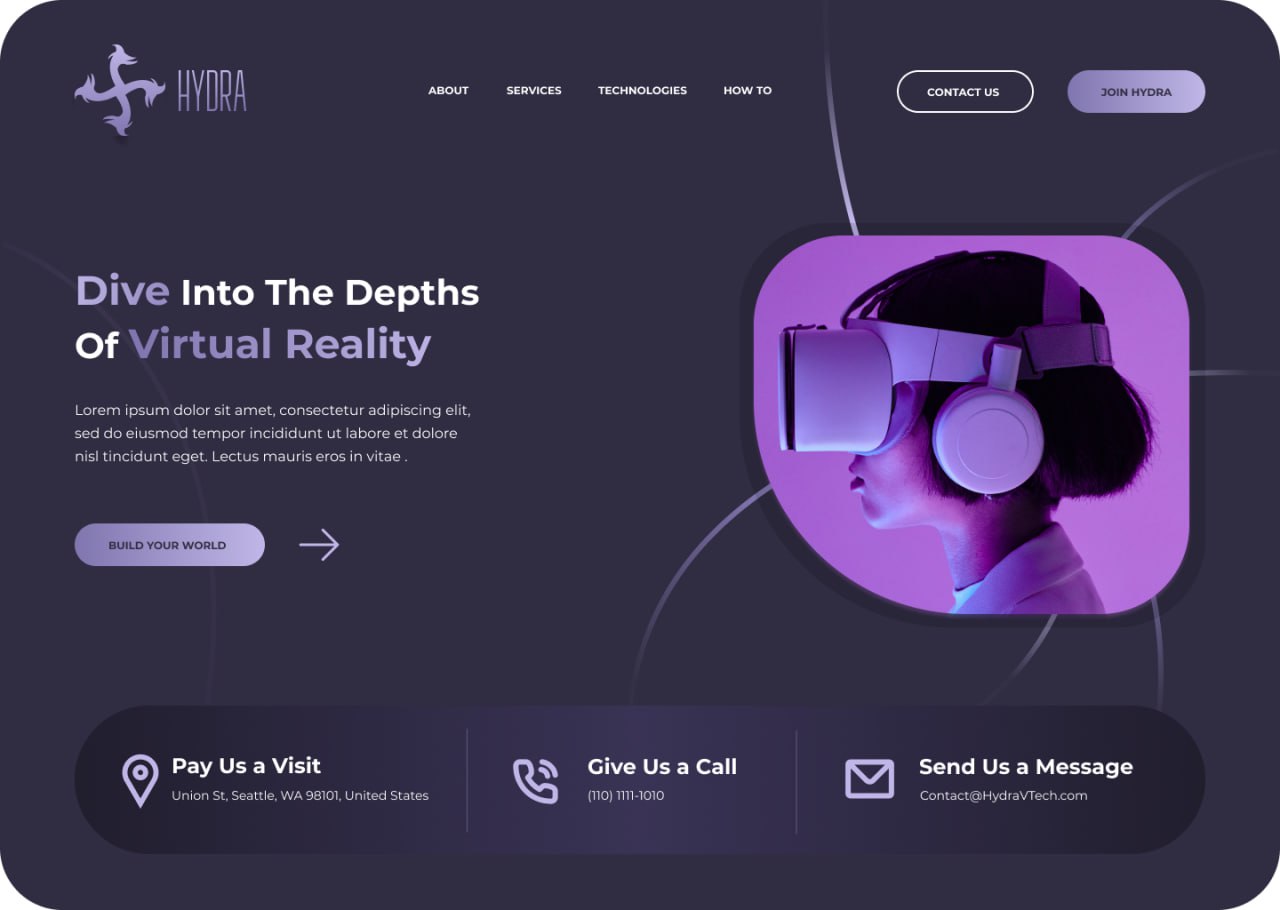 HYDRA
ABOUT SERVICES TECHNOLOGIES HOW TO
CONTACT US
JOIN HYDRA
Dive Into The Depths
Of Virtual Reality
Lorem ipsum dolor sit amet, consectetur adipiscing elit,
sed do eiusmod tempor incididunt ut labore et dolore
nisl tincidunt eget. Lectus mauris eros in vitae .
BUILD YOUR WORLD
Pay Us a Visit
Union St, Seattle, WA 98101, United States
Give Us a Call
(110) 1111-1010
Send Us a Message
Contact@HydraVTech.com